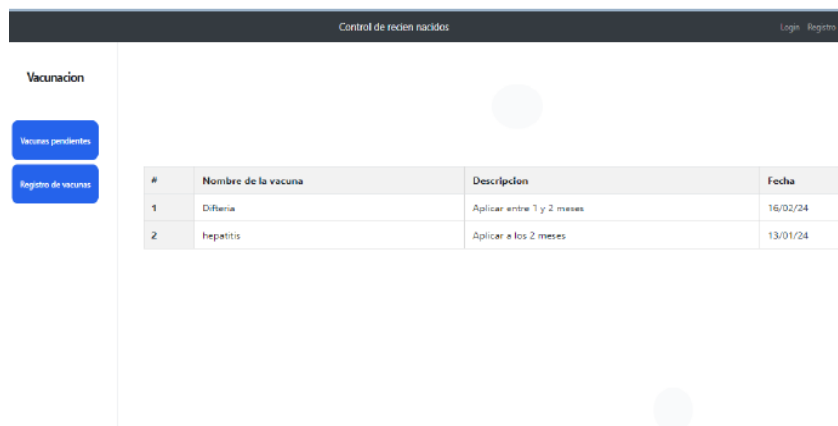 Control de recien nacidos
Login Registro
Vacunacion
Vacunas pendientes
Registro de vacunas
# Nombre de la vacuna Descripcion Fecha
1 Difteria Aplicar entre 1 y 2 meses 16/02/24
2 hepatitis Aplicar a los 2 meses 13/01/24